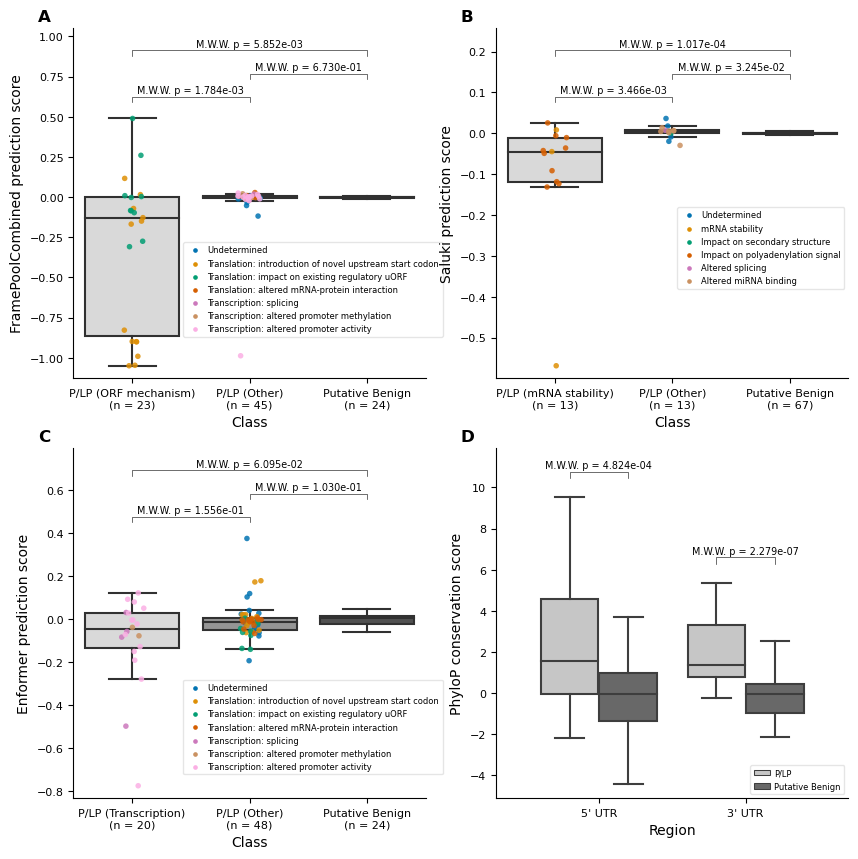 A
M.W.W. p = 5.852e-03
M.W.W. p = 6.730e-01
M.W.W. p = 1.784e-03
FramePoolCombined prediction score
1.00
0.75
0.50
0.25
0.00
−0.25
−0.50
−0.75
−1.00
Undetermined
Translation: introduction of novel upstream start codon
Translation: impact on existing regulatory uORF
Translation: altered mRNA-protein interaction
Transcription: splicing
Transcription: altered promoter methylation
Transcription: altered promoter activity
P/LP (ORF mechanism)
(n = 23)
P/LP (Other)
(n = 45)
Putative Benign
(n = 24)
Class
B
M.W.W. p = 1.017e-04
M.W.W. p = 3.245e-02
M.W.W. p = 3.466e-03
Saluki prediction score
0.2
0.1
0.0
−0.1
−0.2
−0.3
−0.4
−0.5
Undetermined
mRNA stability
Impact on secondary structure
Impact on polyadenylation signal
Altered splicing
Altered miRNA binding
P/LP (mRNA stability)
(n = 13)
P/LP (Other)
(n = 13)
Putative Benign
(n = 67)
Class
C
M.W.W. p = 6.095e-02
M.W.W. p = 1.030e-01
M.W.W. p = 1.556e-01
Enformer prediction score
0.6
0.4
0.2
0.0
−0.2
−0.4
−0.6
−0.8
Undetermined
Translation: introduction of novel upstream start codon
Translation: impact on existing regulatory uORF
Translation: altered mRNA-protein interaction
Transcription: splicing
Transcription: altered promoter methylation
Transcription: altered promoter activity
P/LP (Transcription)
(n = 20)
P/LP (Other)
(n = 48)
Putative Benign
(n = 24)
Class
D
M.W.W. p = 4.824e-04
M.W.W. p = 2.279e-07
PhyloP conservation score
10
8
6
4
2
0
−2
−4
P/LP
Putative Benign
5' UTR
3' UTR
Region